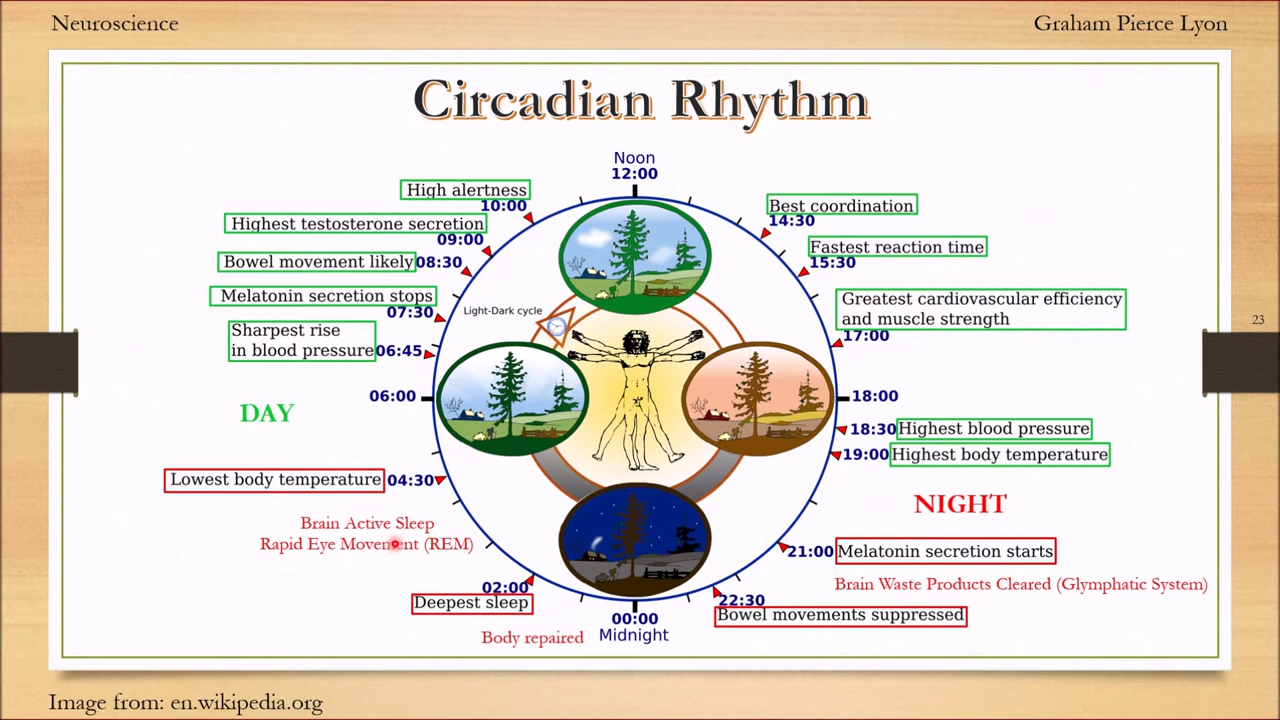 Neuroscience
Graham Pierce Lyon
Circadian Rhythm
23
Noon
12:00
High alertness
10:00
Highest testosterone secretion
09:00
Bowel movement likely 08:30
Melatonin secretion stops
07:30
Sharpest rise
in blood pressure 06:45
06:00
DAY
Lowest body temperature 04:30
Brain Active Sleep
Rapid Eye Movement (REM)
02:00
Deepest sleep
Body repaired
00:00
Midnight
Light-Dark cycle
Best coordination
14:30
Fastest reaction time
15:30
Greatest cardiovascular efficiency
and muscle strength
17:00
18:00
18:30 Highest blood pressure
19:00 Highest body temperature
NIGHT
21:00 Melatonin secretion starts
Brain Waste Products Cleared (Glymphatic System)
22:30
Bowel movements suppressed
Image from: en.wikipedia.org